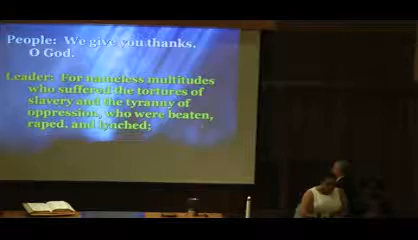 People: We give you thanks,
O God.
Leader: For nameless multitudes
who suffered the tortures of
slavery and the tyranny of
oppression, who were beaten,
raped, and lynched;